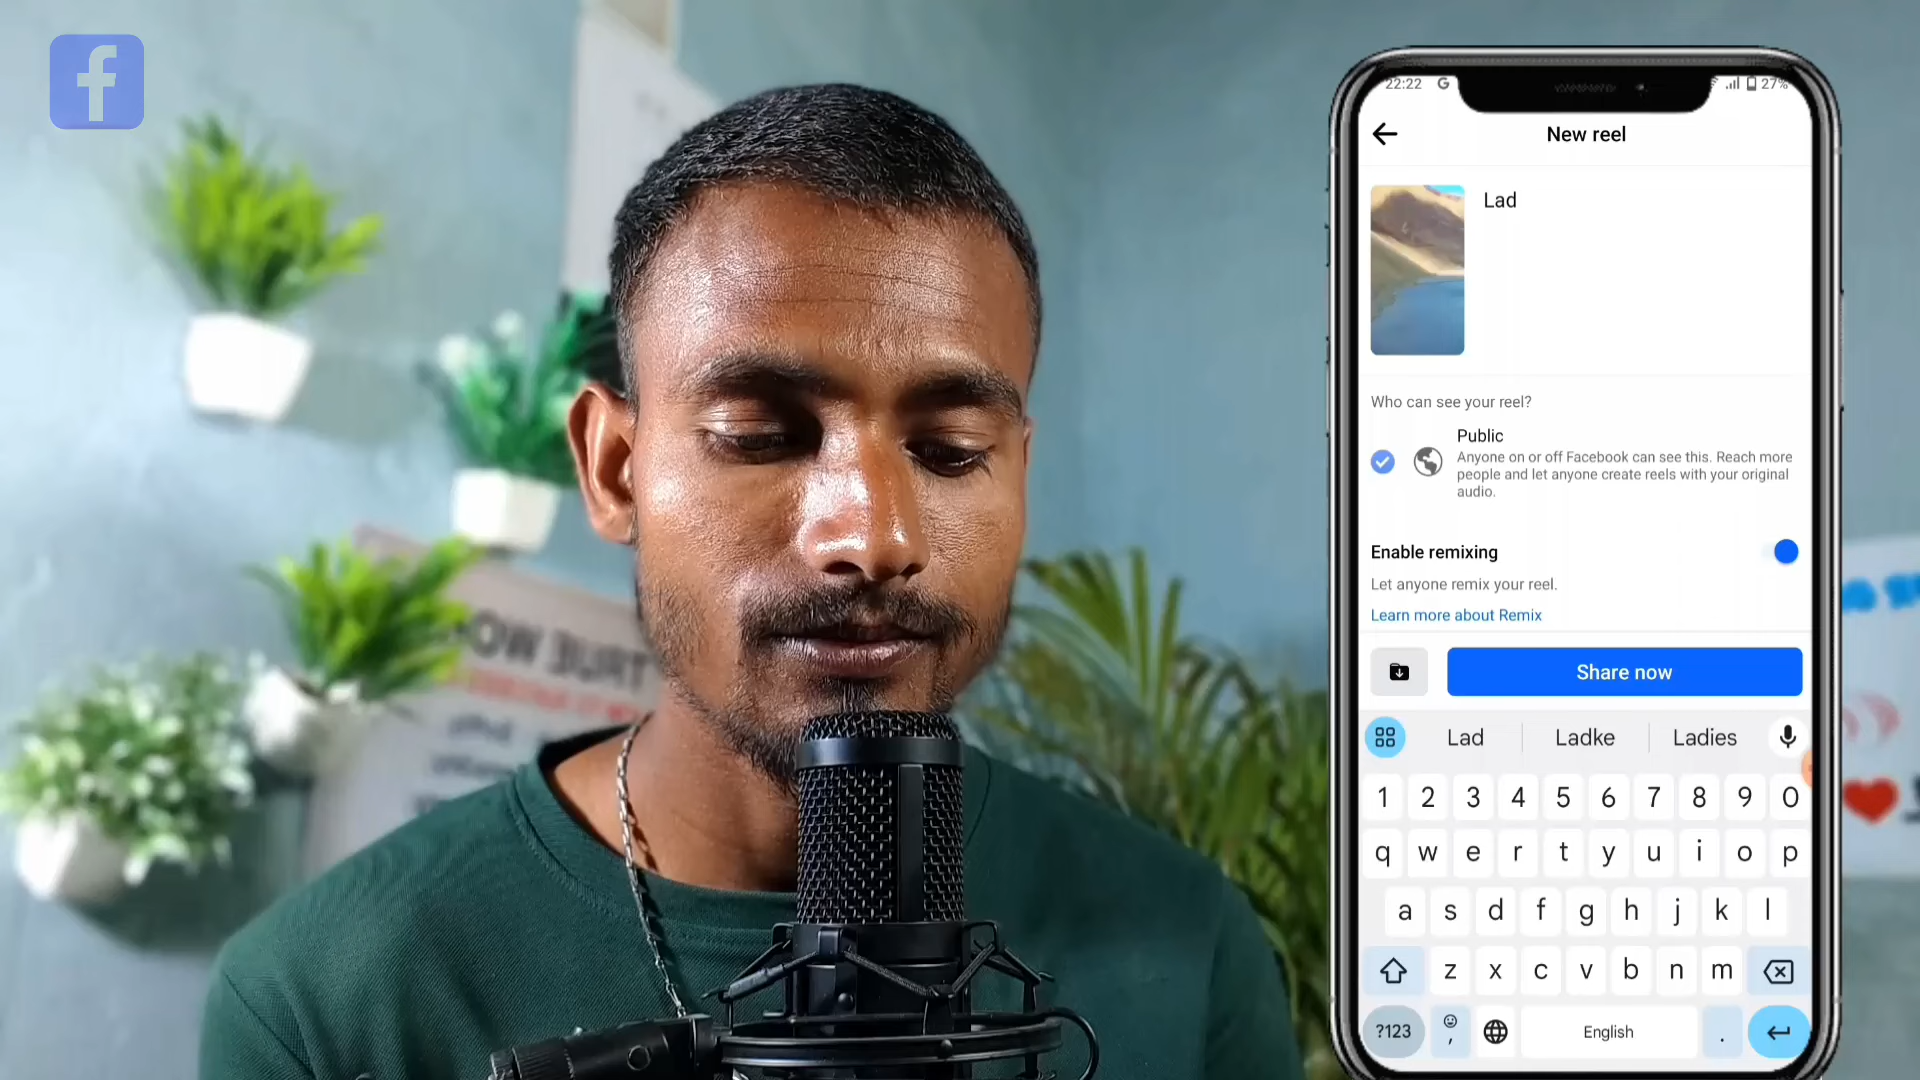 f
22:22 G 27%
New reel
Lad
Who can see your reel?
Public
Anyone on or off Facebook can see this. Reach more
people and let anyone create reels with your original
audio.
Enable remixing
Let anyone remix your reel.
Learn more about Remix
Share now
Lad Ladke Ladies
1 2 3 4 5 6 7 8 9 0
q w e r t y u i o p
a s d f g h j k l
z x c v b n m
?123 , English .